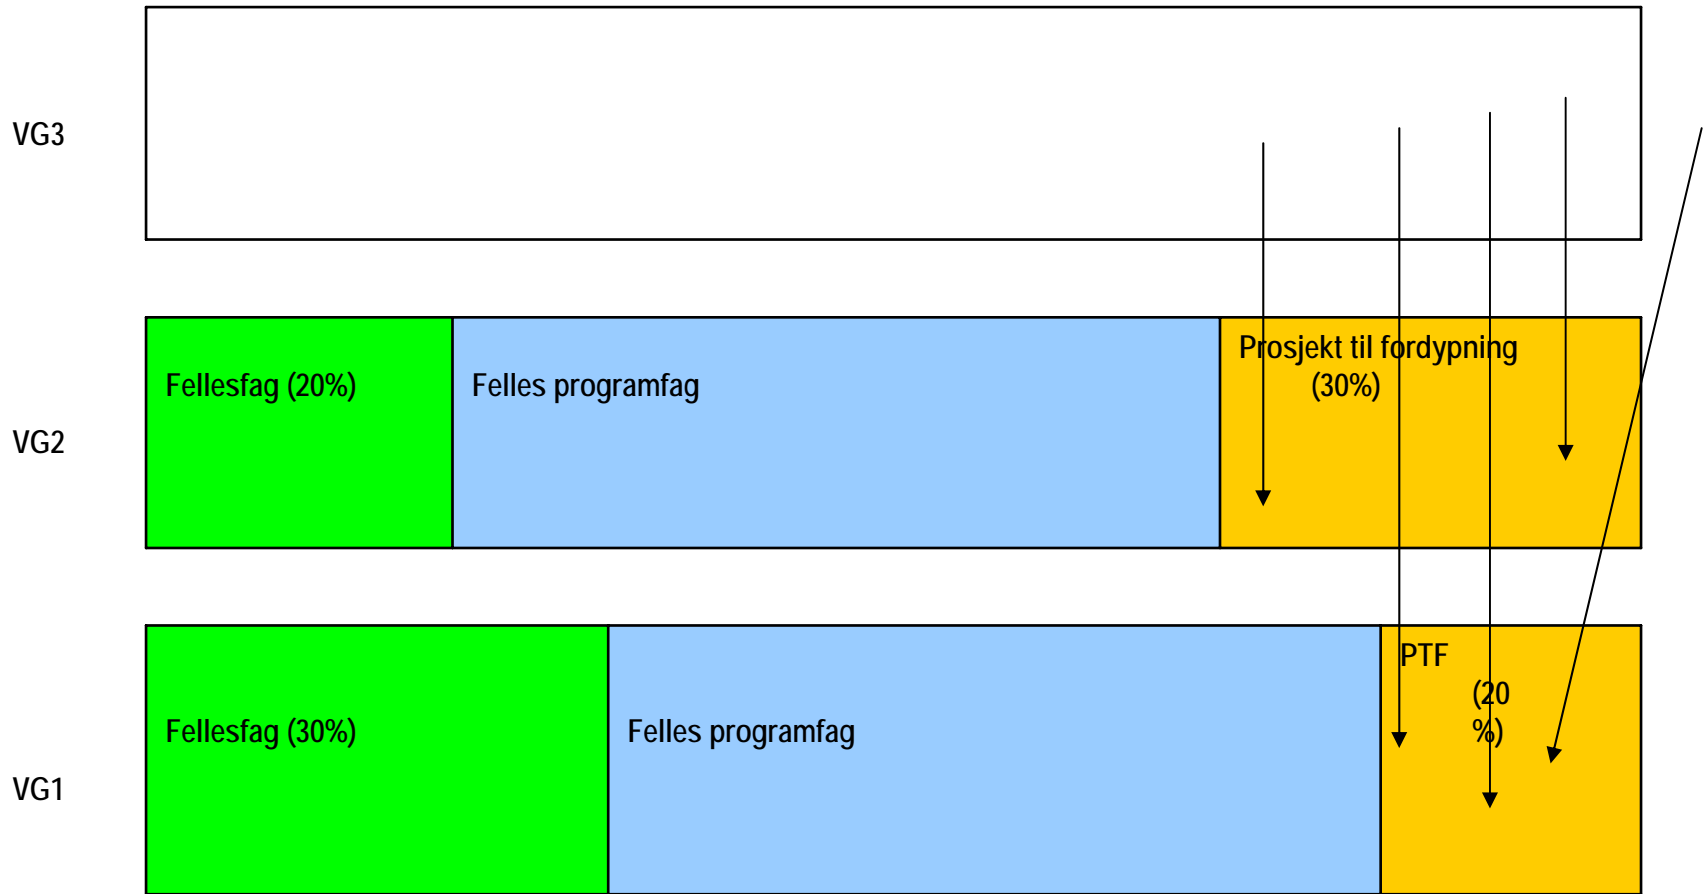 VG3
Prosjekt til fordypning
Fellesfag (20%)
Felles programfag
(30%)
VG2
PTF
(20
%)
Fellesfag (30%)
Felles programfag
VG1